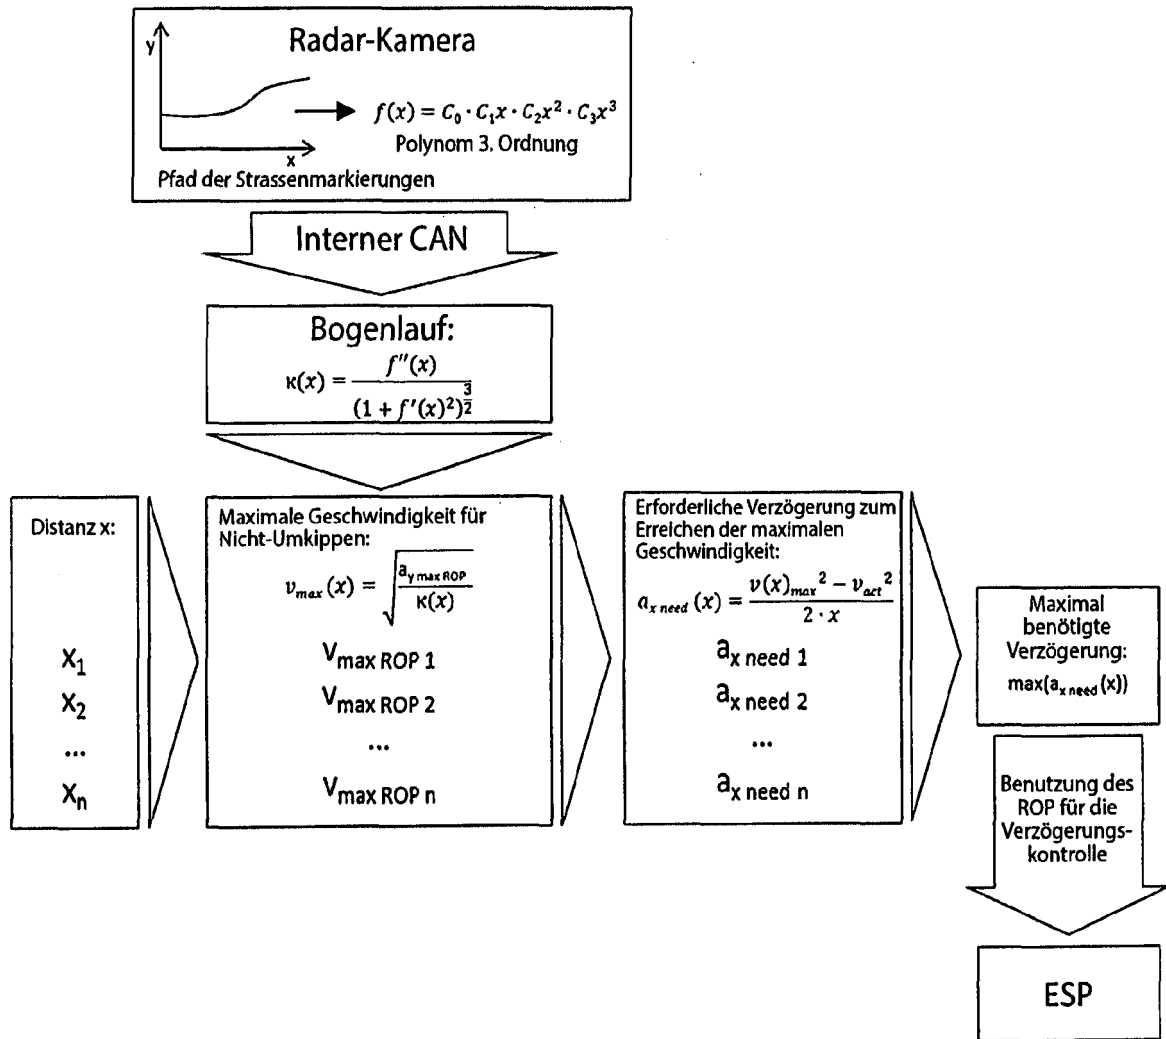 Radar-Kamera
y
x
f(x) = C₀ · C₁x · C₂x² · C₃x³
Polynom 3. Ordnung
Pfad der Strassenmarkierungen
Interner CAN
Bogenlauf:
κ(x) = f''(x) / (1 + f'(x)²)^(3/2)
Distanz x:
X₁
X₂
...
Xₙ
Maximale Geschwindigkeit für
Nicht-Umkippen:
v_max (x) = √(a_y max ROP / κ(x))
V_max ROP 1
V_max ROP 2
...
V_max ROP n
Erforderliche Verzögerung zum
Erreichen der maximalen
Geschwindigkeit:
a_x need (x) = (v(x)_max² − v_act²) / (2 · x)
a_x need 1
a_x need 2
...
a_x need n
Maximal
benötigte
Verzögerung:
max(a_x need (x))
Benutzung des
ROP für die
Verzögerungs-
kontrolle
ESP